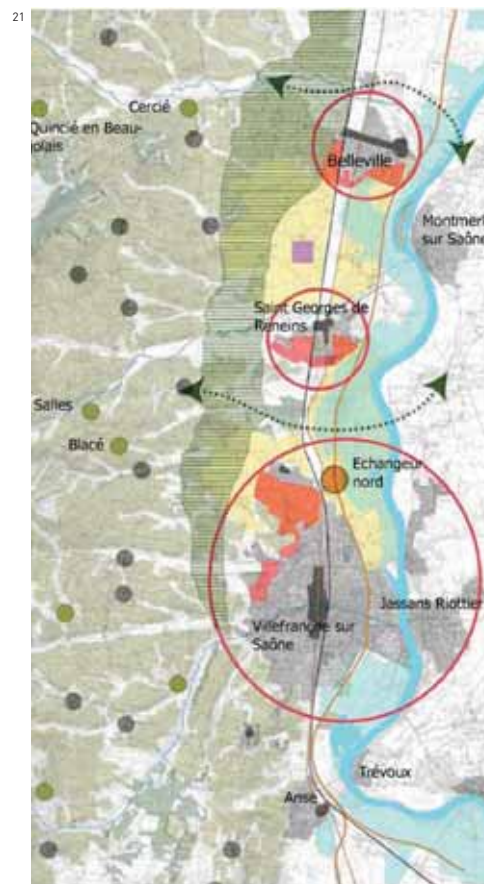 21
Cercié
Quincié en Beau-
jolais
Belleville
Montmerl
sur Saône
Saint Georges de
Reneins
Salles
Blacé
Echangeur
nord
Jassans Riottier
Villefranche sur
Saône
Trévoux
Anse